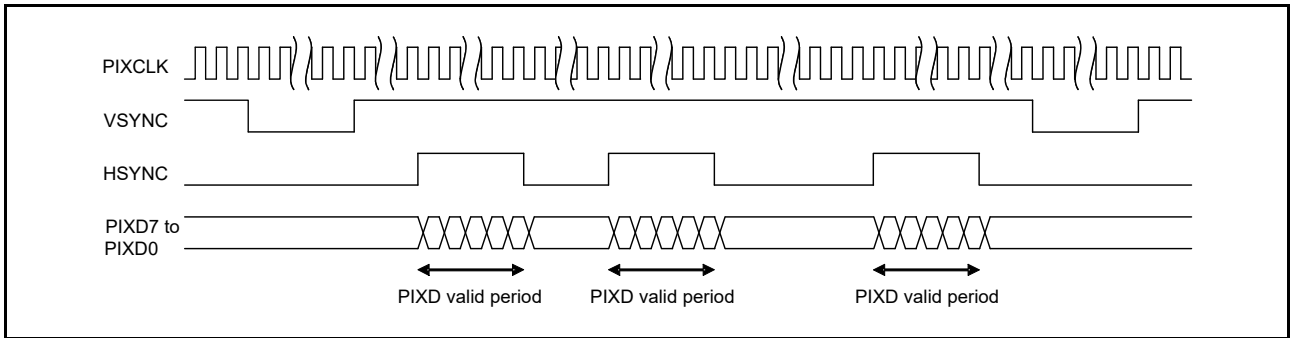 PIXCLK
VSYNC
HSYNC
PIXD7 to
PIXD0
PIXD valid period PIXD valid period PIXD valid period